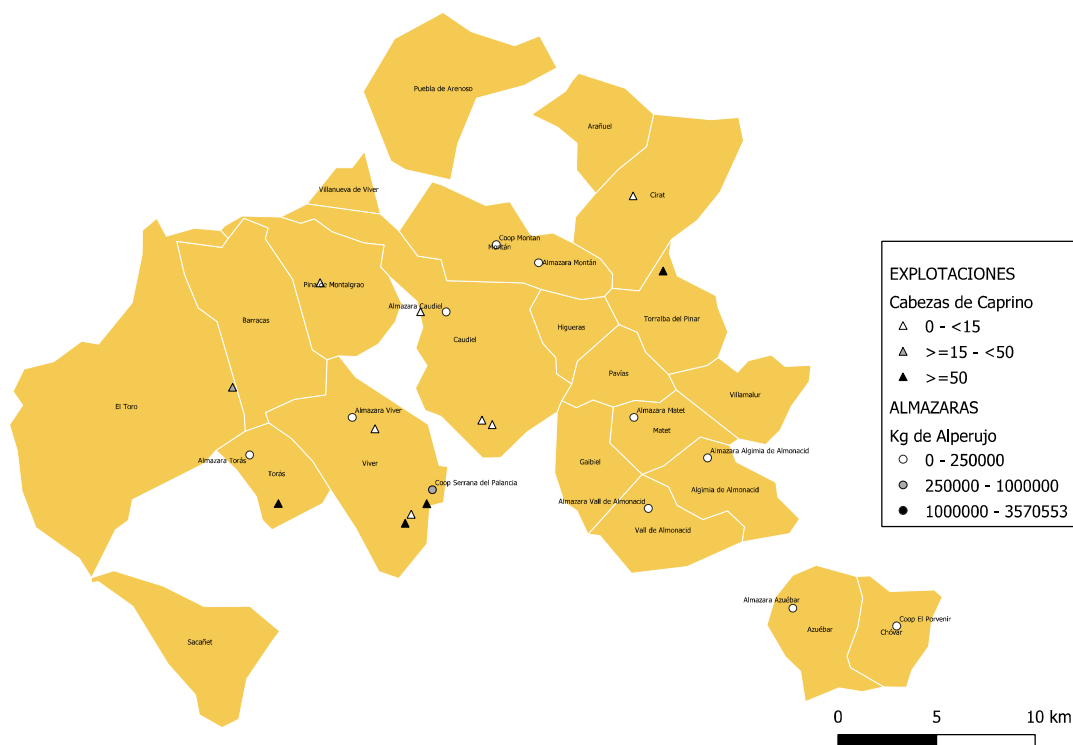 Puebla de Arenoso
Arañuel
Villanueva de Viver
Cirat
Coop Montan
Montán
Almazara Montán
Pina de Montalgrao
Almazara Caudiel
Barracas
Caudiel
Higueras
Torralba del Pinar
Pavías
Villamalur
El Toro
Almazara Viver
Almazara Matet
Matet
Almazara Torás
Viver
Gaibiel
Almazara Algimia de Almonacid
Torás
Coop Serrana del Palancia
Algimia de Almonacid
Almazara Vall de Almonacid
Vall de Almonacid
Sacañet
Almazara Azuébar
Azuébar
Coop El Porvenir
Chóvar
EXPLOTACIONES
Cabezas de Caprino
0 - <15
>=15 - <50
>=50
ALMAZARAS
Kg de Alperujo
0 - 250000
250000 - 1000000
1000000 - 3570553
0 5 10 km